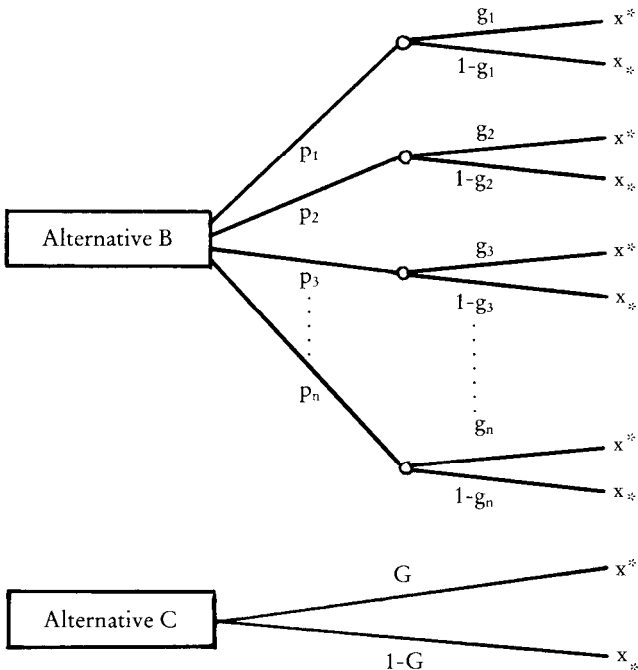 g₁
x*
1-g₁
x*
g₂
x*
p₁
1-g₂
x*
p₂
Alternative B
g₃
x*
p₃
1-g₃
x*
pₙ
gₙ
x*
1-gₙ
x*
G
x*
Alternative C
1-G
x*